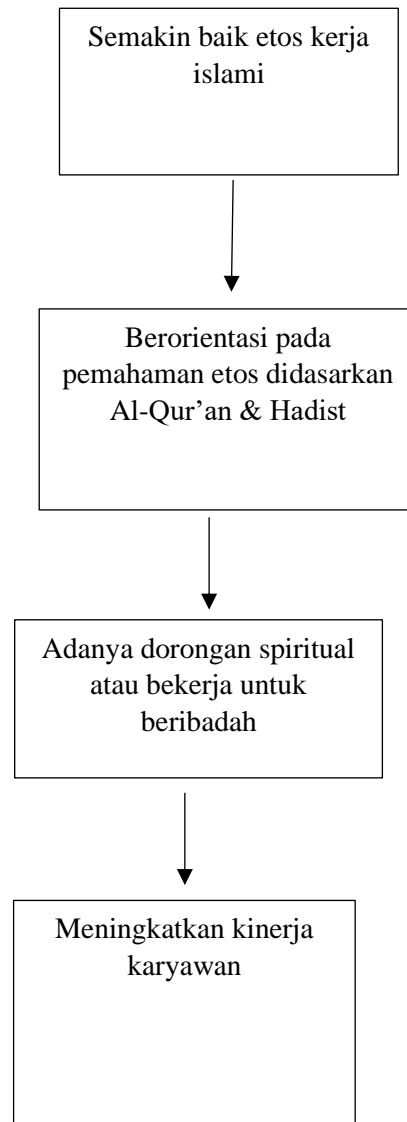 Semakin baik etos kerja
islami
Berorientasi pada
pemahaman etos didasarkan
Al-Qur’an & Hadist
Adanya dorongan spiritual
atau bekerja untuk
beribadah
Meningkatkan kinerja
karyawan